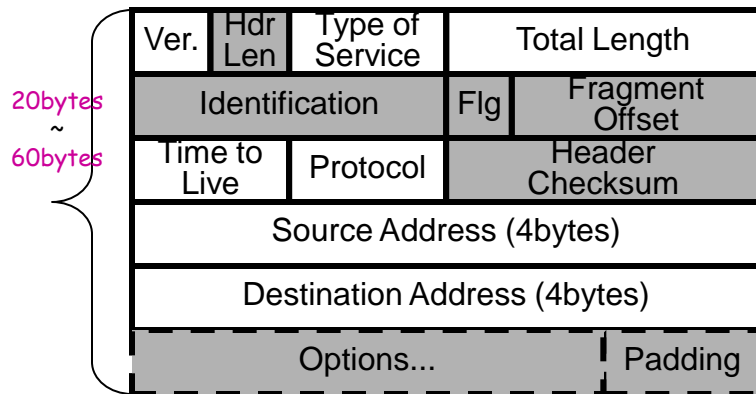 Ver.
Hdr
Len
Type of
Service
Total Length
20bytes
~
60bytes
Identification
Flg
Fragment
Offset
Time to
Live
Protocol
Header
Checksum
Source Address (4bytes)
Destination Address (4bytes)
Options...
Padding